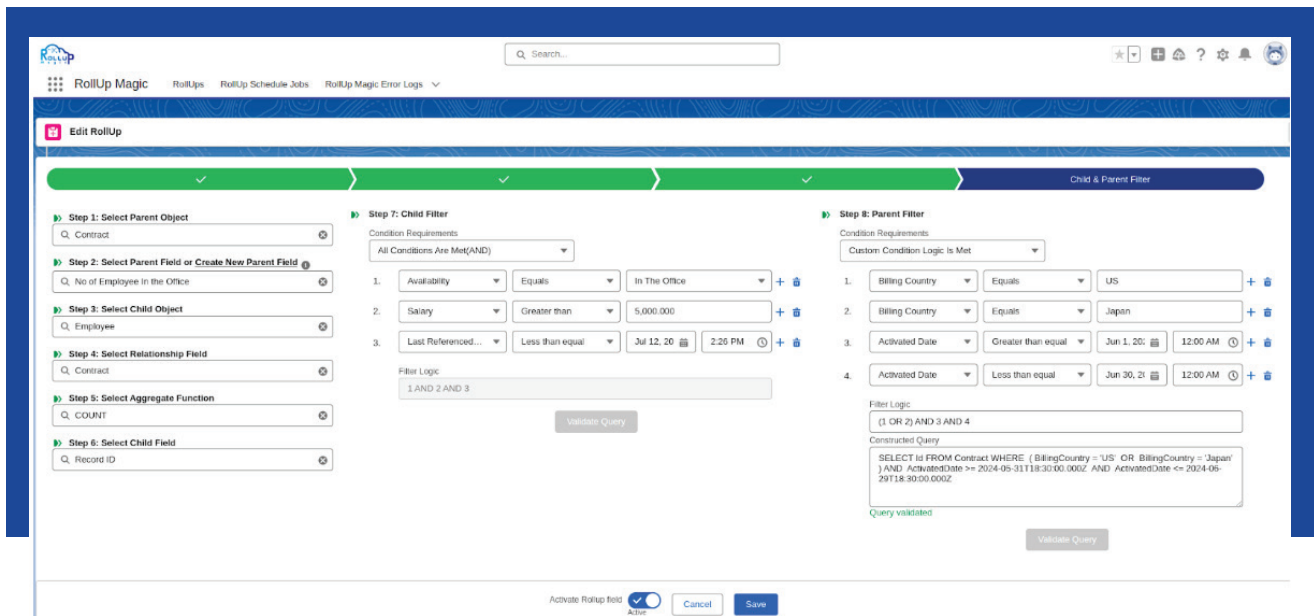 RollUp
Search...
RollUp Magic RollUps RollUp Schedule Jobs RollUp Magic Error Logs
Edit RollUp
Child & Parent Filter
Step 1: Select Parent Object
Contract
Step 2: Select Parent Field or Create New Parent Field
No of Employee In the Office
Step 3: Select Child Object
Employee
Step 4: Select Relationship Field
Contract
Step 5: Select Aggregate Function
COUNT
Step 6: Select Child Field
Record ID
Step 7: Child Filter
Condition Requirements
All Conditions Are Met(AND)
1. Availability Equals In The Office
2. Salary Greater than 5,000.000
3. Last Referenced... Less than equal Jul 12, 20 2:26 PM
Filter Logic
1 AND 2 AND 3
Validate Query
Step 8: Parent Filter
Condition Requirements
Custom Condition Logic Is Met
1. Billing Country Equals US
2. Billing Country Equals Japan
3. Activated Date Greater than equal Jun 1, 20 12:00 AM
4. Activated Date Less than equal Jun 30, 2 12:00 AM
Filter Logic
(1 OR 2) AND 3 AND 4
Constructed Query
SELECT Id FROM Contract WHERE ( BillingCountry = 'US' OR BillingCountry = 'Japan'
) AND ActivatedDate >= 2024-05-31T18:30:00.000Z AND ActivatedDate <= 2024-06-
29T18:30:00.000Z
Query validated
Validate Query
Activate Rollup field
Active
Cancel Save